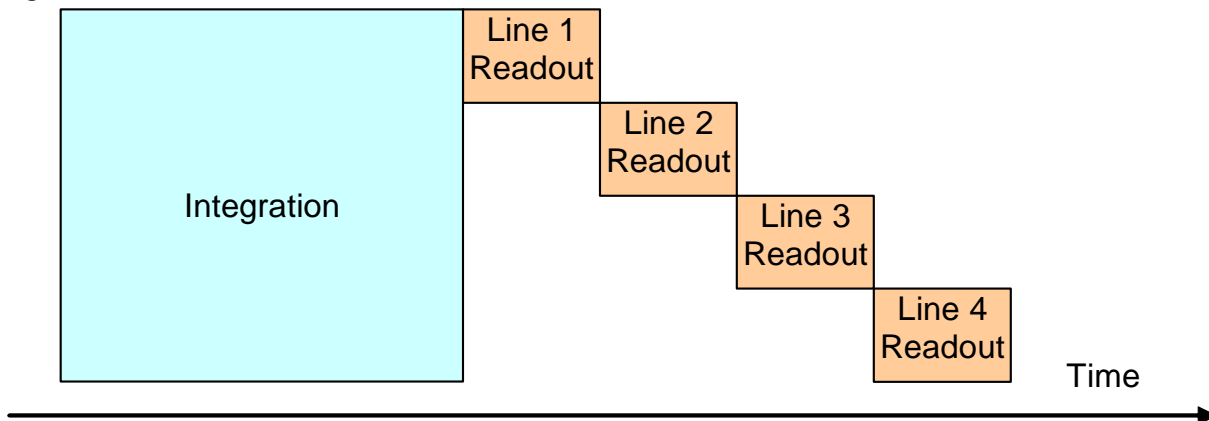 Line 1
Readout
Line 2
Readout
Integration
Line 3
Readout
Line 4
Readout
Time